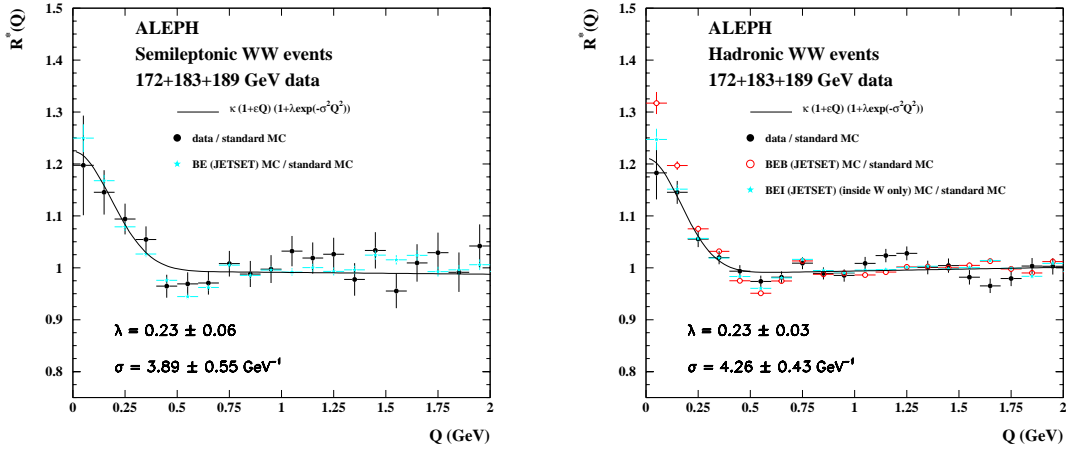 R*(Q)
1.5
1.4
1.3
1.2
1.1
1
0.9
0.8
ALEPH
Semileptonic WW events
172+183+189 GeV data
κ (1+εQ) (1+λexp(-σ²Q²))
data / standard MC
BE (JETSET) MC / standard MC
λ = 0.23 ± 0.06
σ = 3.89 ± 0.55 GeV⁻¹
0 0.25 0.5 0.75 1 1.25 1.5 1.75 2
Q (GeV)
R*(Q)
1.5
1.4
1.3
1.2
1.1
1
0.9
0.8
ALEPH
Hadronic WW events
172+183+189 GeV data
κ (1+εQ) (1+λexp(-σ²Q²))
data / standard MC
BEB (JETSET) MC / standard MC
BEI (JETSET) (inside W only) MC / standard MC
λ = 0.23 ± 0.03
σ = 4.26 ± 0.43 GeV⁻¹
0 0.25 0.5 0.75 1 1.25 1.5 1.75 2
Q (GeV)